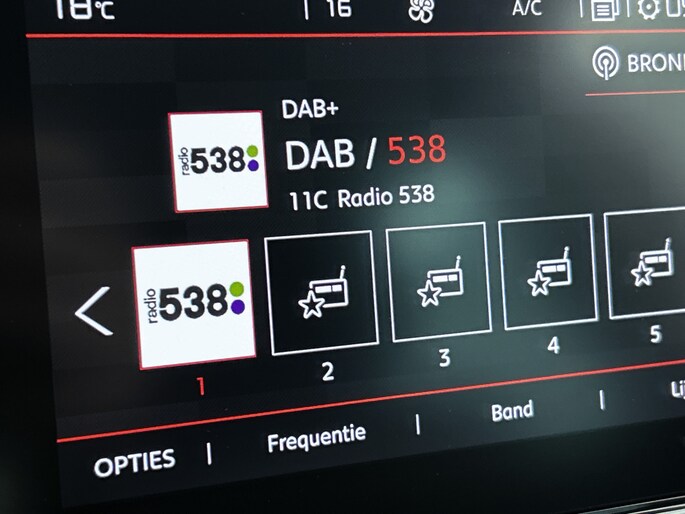 18°C | 16 A/C
DAB+
radio 538
DAB / 538
11C Radio 538
radio 538
1 2 3 4 5
OPTIES | Frequentie | Band |